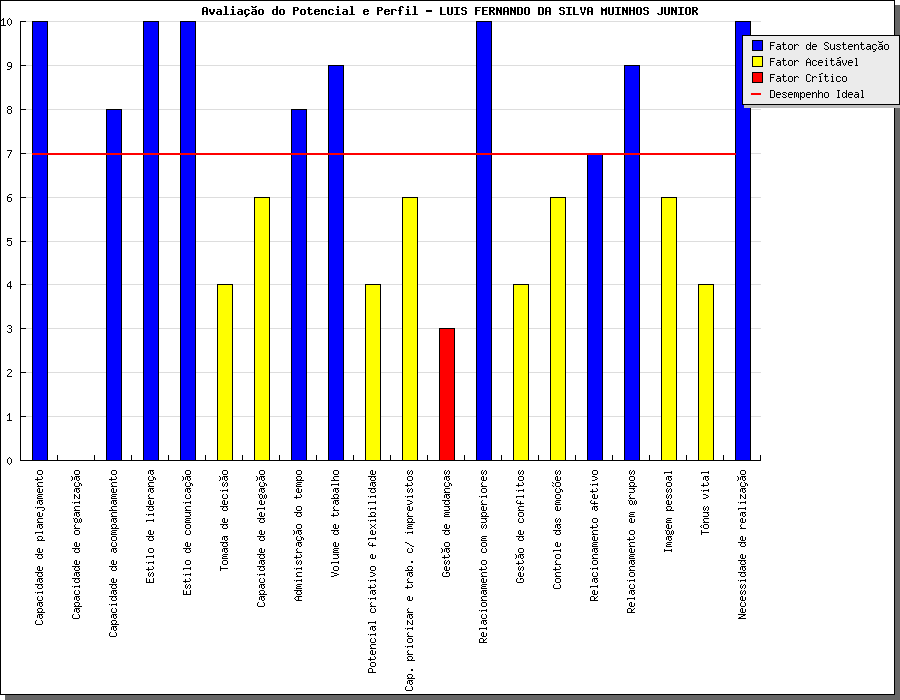 Avaliação do Potencial e Perfil - LUIS FERNANDO DA SILVA MUINHOS JUNIOR
10
9
8
7
6
5
4
3
2
1
0
Fator de Sustentação
Fator Aceitável
Fator Crítico
Desempenho Ideal
Capacidade de planejamento
Capacidade de organização
Capacidade de acompanhamento
Estilo de liderança
Estilo de comunicação
Tomada de decisão
Capacidade de delegação
Administração do tempo
Volume de trabalho
Potencial criativo e flexibilidade
Cap. priorizar e trab. c/ imprevistos
Gestão de mudanças
Relacionamento com superiores
Gestão de conflitos
Controle das emoções
Relacionamento afetivo
Relacionamento em grupos
Imagem pessoal
Tônus vital
Necessidade de realização